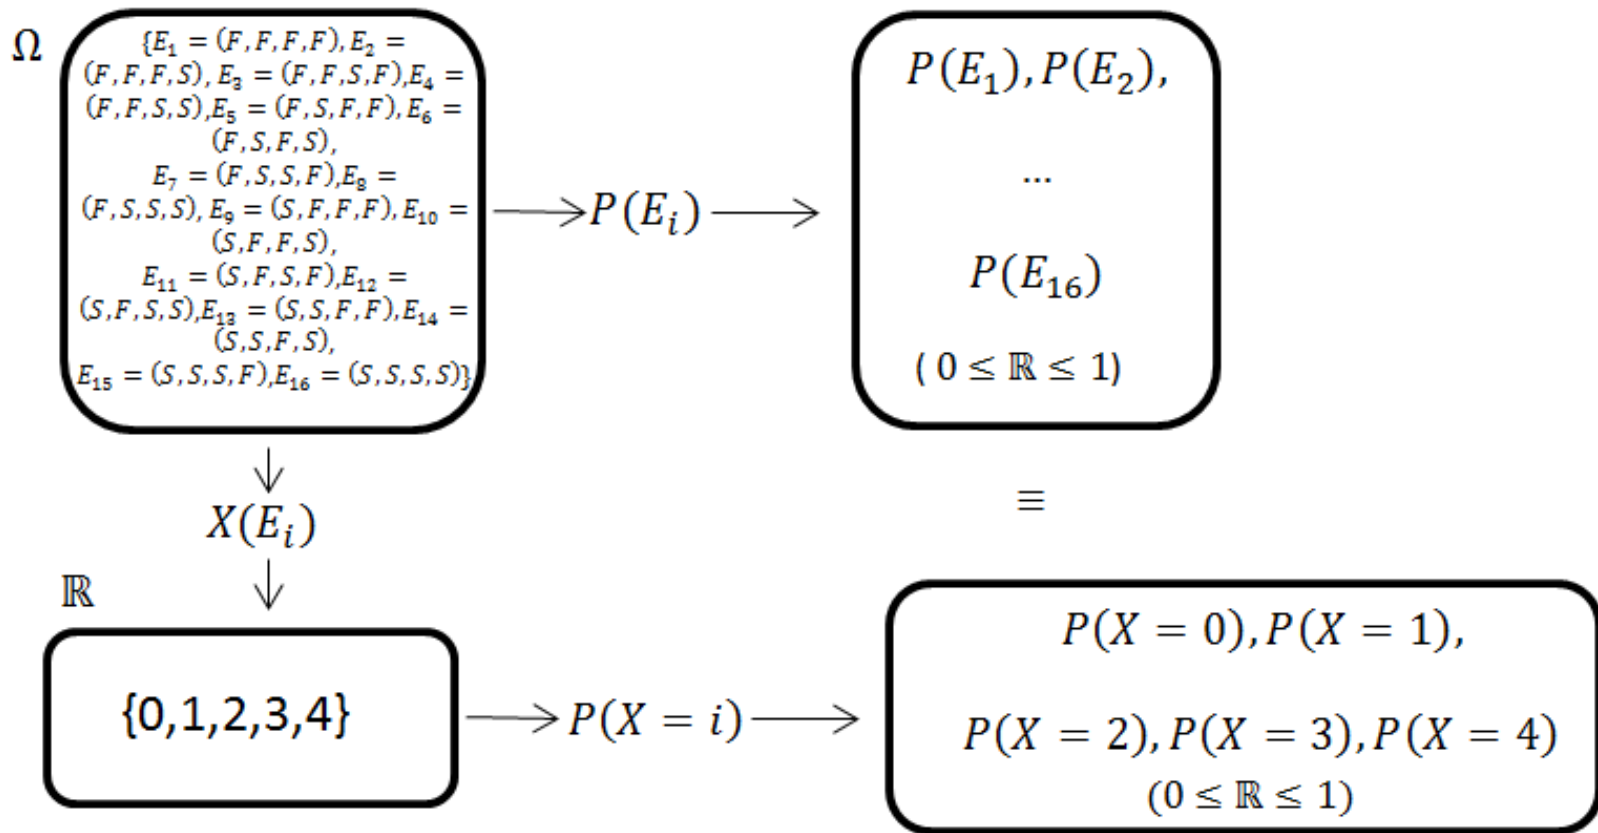 Ω
{E₁ = (F,F,F,F),E₂ =
(F,F,F,S), E₃ = (F,F,S,F),E₄ =
(F,F,S,S),E₅ = (F,S,F,F),E₆ =
(F,S,F,S),
E₇ = (F,S,S,F),E₈ =
(F,S,S,S), E₉ = (S,F,F,F),E₁₀ =
(S,F,F,S),
E₁₁ = (S,F,S,F),E₁₂ =
(S,F,S,S),E₁₃ = (S,S,F,F),E₁₄ =
(S,S,F,S),
E₁₅ = (S,S,S,F),E₁₆ = (S,S,S,S)}
P(Eᵢ)
P(E₁), P(E₂),
...
P(E₁₆)
( 0 ≤ ℝ ≤ 1)
X(Eᵢ)
≡
ℝ
{0,1,2,3,4}
P(X = i)
P(X = 0), P(X = 1),
P(X = 2), P(X = 3), P(X = 4)
(0 ≤ ℝ ≤ 1)